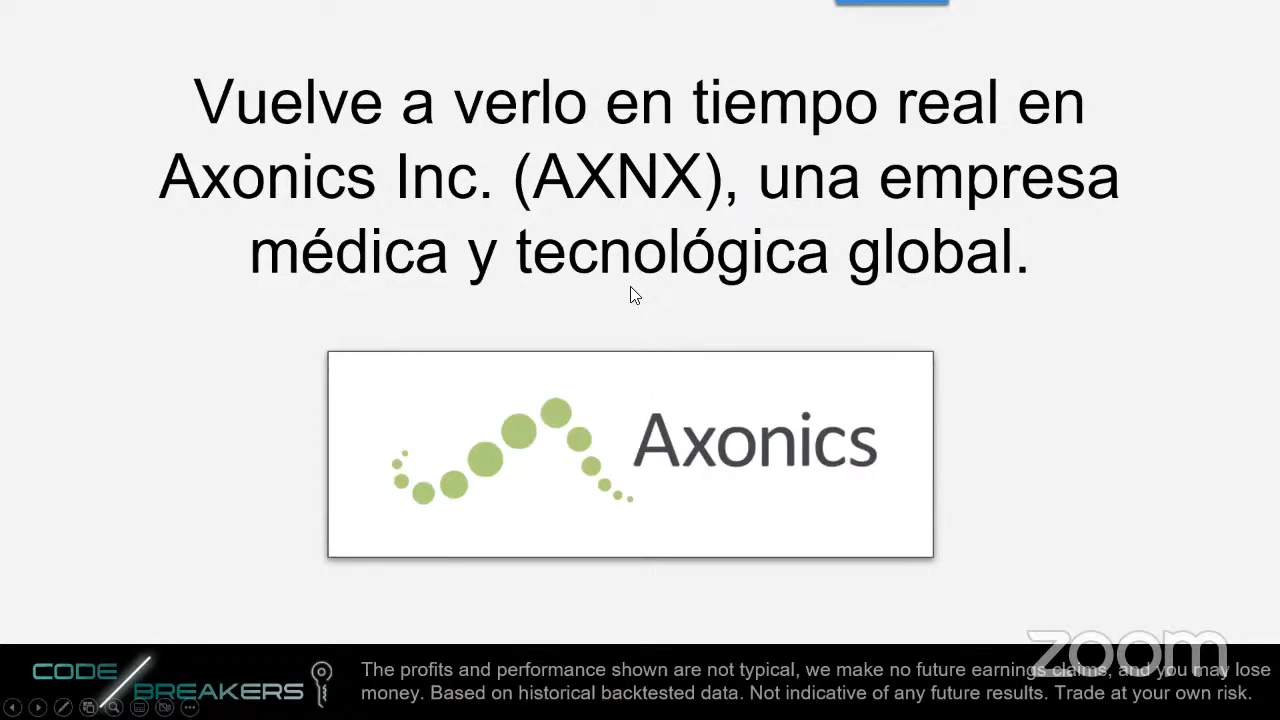 Vuelve a verlo en tiempo real en
Axonics Inc. (AXNX), una empresa
médica y tecnológica global.
Axonics
zoom
CODE
BREAKERS
The profits and performance shown are not typical, we make no future earnings claims, and you may lose
money. Based on historical backtested data. Not indicative of any future results. Trade at your own risk.